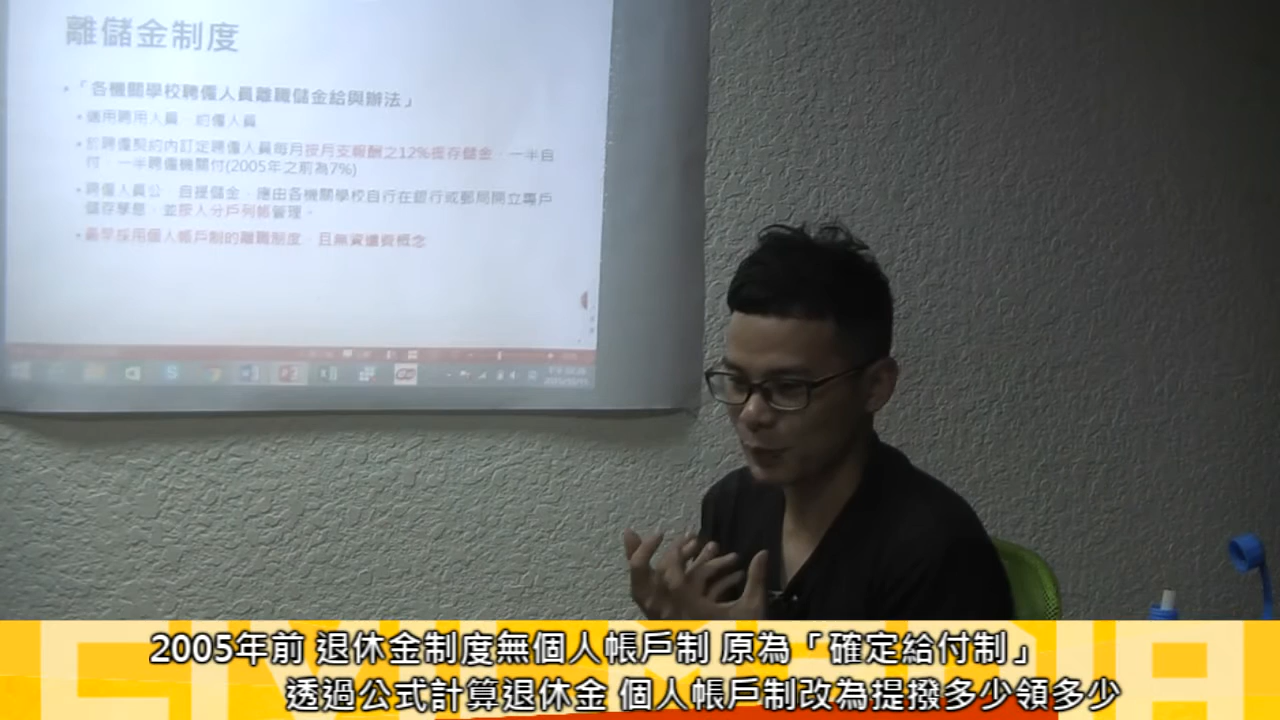 離儲金制度
•「各機關學校聘僱人員離職儲金給與辦法」
•適用聘用人員、約僱人員
•於聘僱契約內訂定聘僱人員每月按月支報酬之12%提存儲金，一半自
付、一半聘僱機關付(2005年之前為7%)
•聘僱人員公、自提儲金，應由各機關學校自行在銀行或郵局開立專戶
儲存孳息，並按人分戶列帳管理。
•最早採用個人帳戶制的離職制度，且無資遣費概念
2005年前 退休金制度無個人帳戶制 原為「確定給付制」
透過公式計算退休金 個人帳戶制改為提撥多少領多少